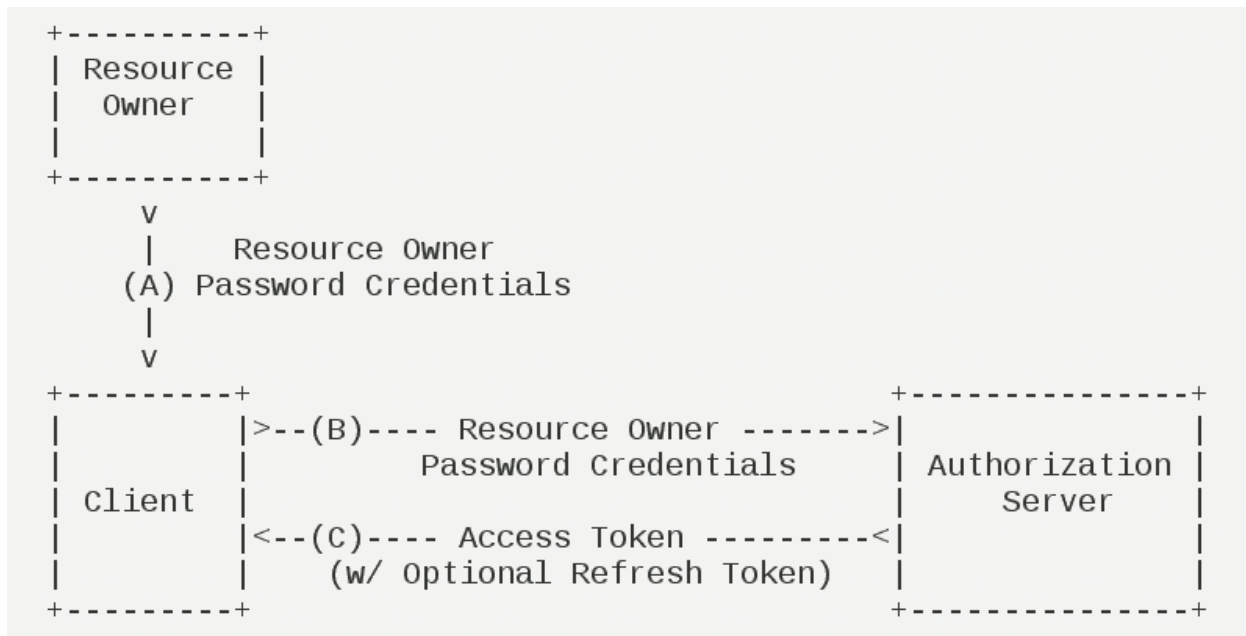 +----------+
| Resource |
|  Owner   |
|          |
+----------+
     v
     |    Resource Owner
    (A) Password Credentials
     |
     v
+---------+                                  +---------------+
|         |>--(B)---- Resource Owner ------->|               |
|         |         Password Credentials     | Authorization |
| Client  |                                  |     Server    |
|         |<--(C)---- Access Token ---------<|               |
|         |    (w/ Optional Refresh Token)   |               |
+---------+                                  +---------------+